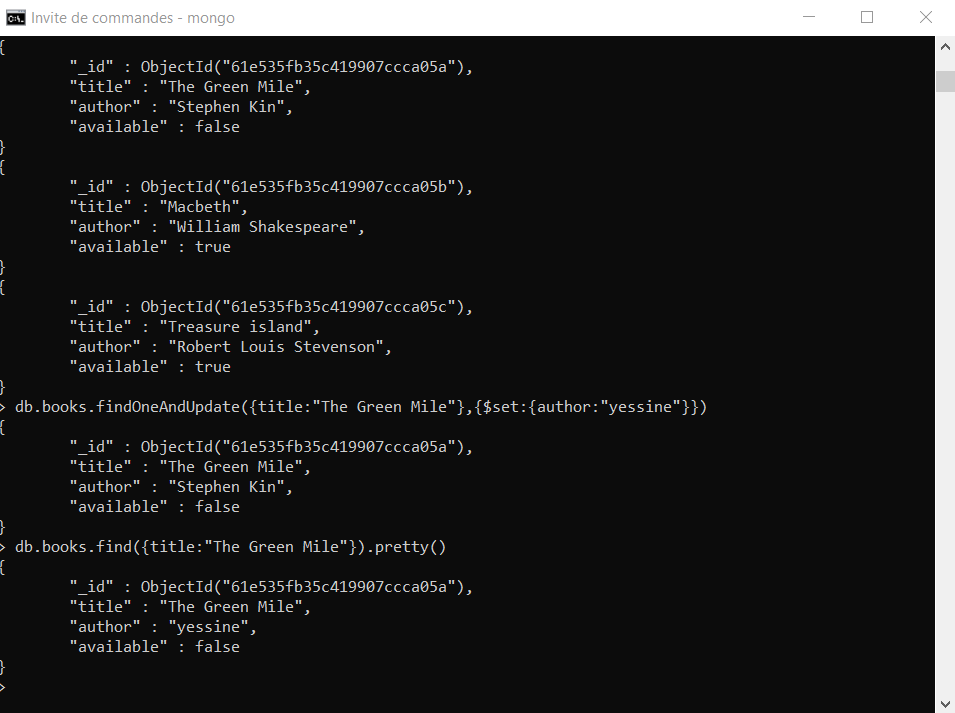 Invite de commandes - mongo
{
"_id" : ObjectId("61e535fb35c419907ccca05a"),
"title" : "The Green Mile",
"author" : "Stephen Kin",
"available" : false
}
{
"_id" : ObjectId("61e535fb35c419907ccca05b"),
"title" : "Macbeth",
"author" : "William Shakespeare",
"available" : true
}
{
"_id" : ObjectId("61e535fb35c419907ccca05c"),
"title" : "Treasure island",
"author" : "Robert Louis Stevenson",
"available" : true
}
> db.books.findOneAndUpdate({title:"The Green Mile"},{$set:{author:"yessine"}})
{
"_id" : ObjectId("61e535fb35c419907ccca05a"),
"title" : "The Green Mile",
"author" : "Stephen Kin",
"available" : false
}
> db.books.find({title:"The Green Mile"}).pretty()
{
"_id" : ObjectId("61e535fb35c419907ccca05a"),
"title" : "The Green Mile",
"author" : "yessine",
"available" : false
}
>